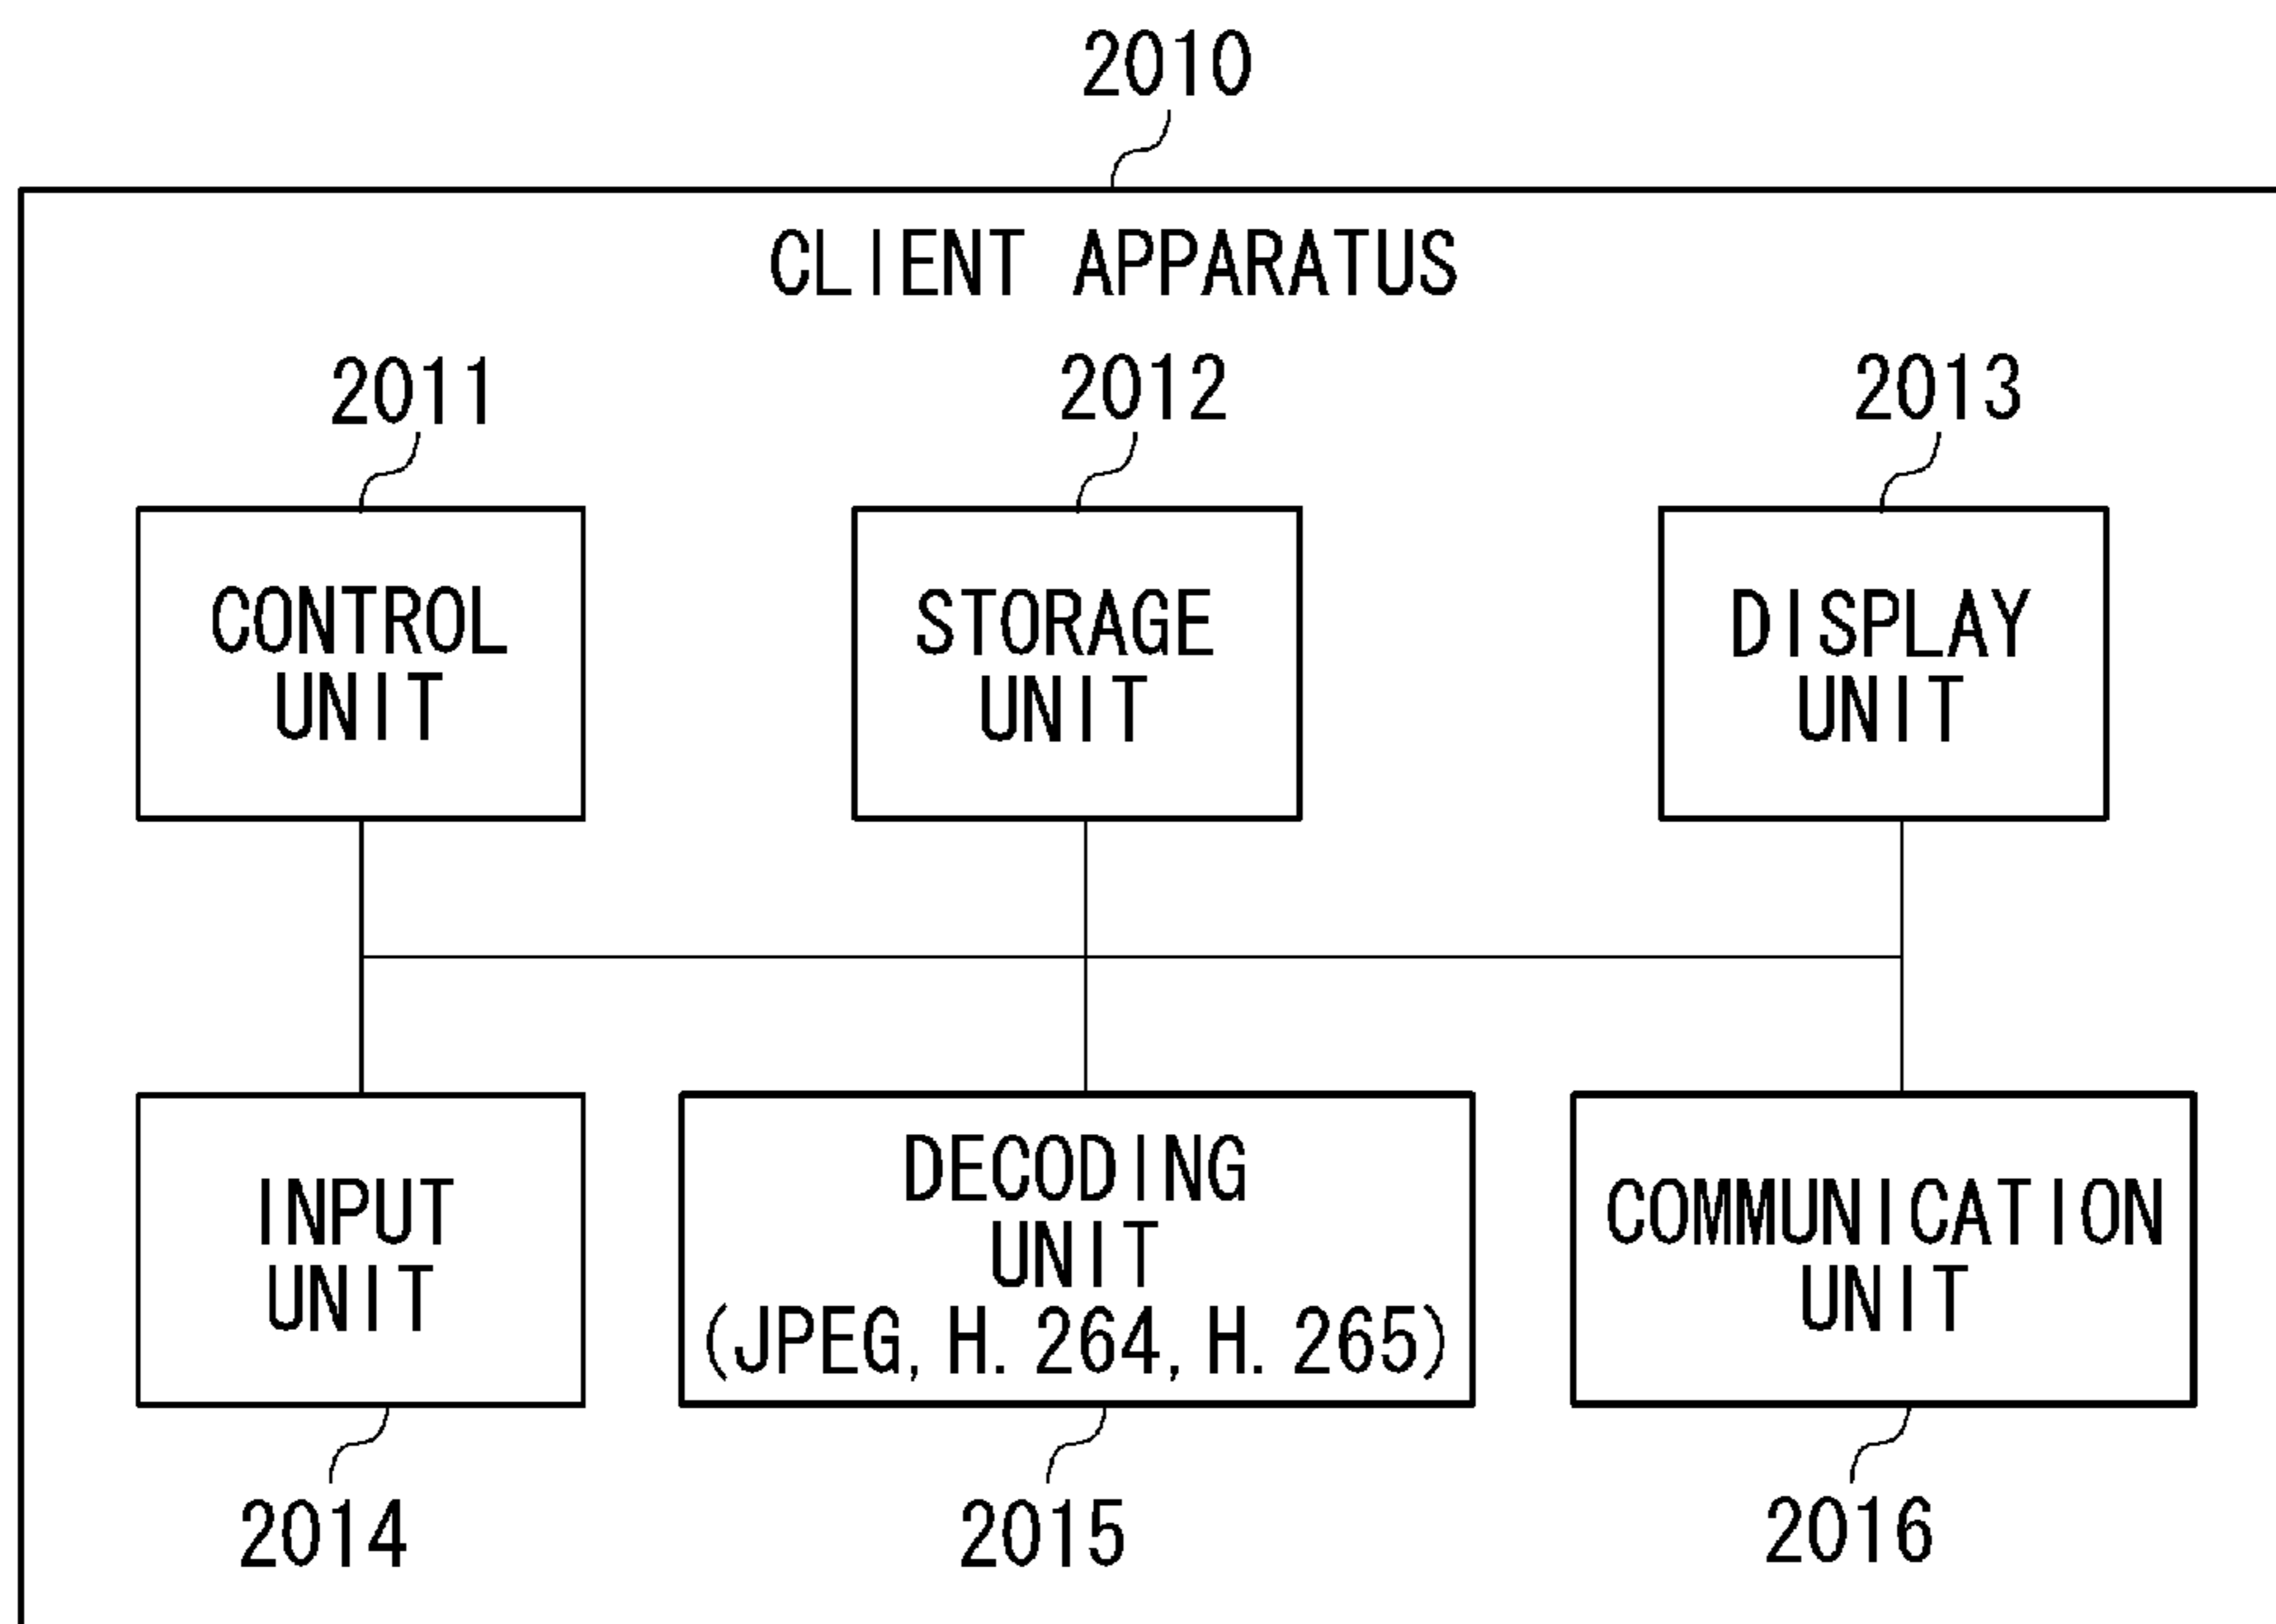 2010
CLIENT APPARATUS
2011
2012
2013
CONTROL
UNIT
STORAGE
UNIT
DISPLAY
UNIT
INPUT
UNIT
DECODING
UNIT
(JPEG, H. 264, H. 265)
COMMUNICATION
UNIT
2014
2015
2016